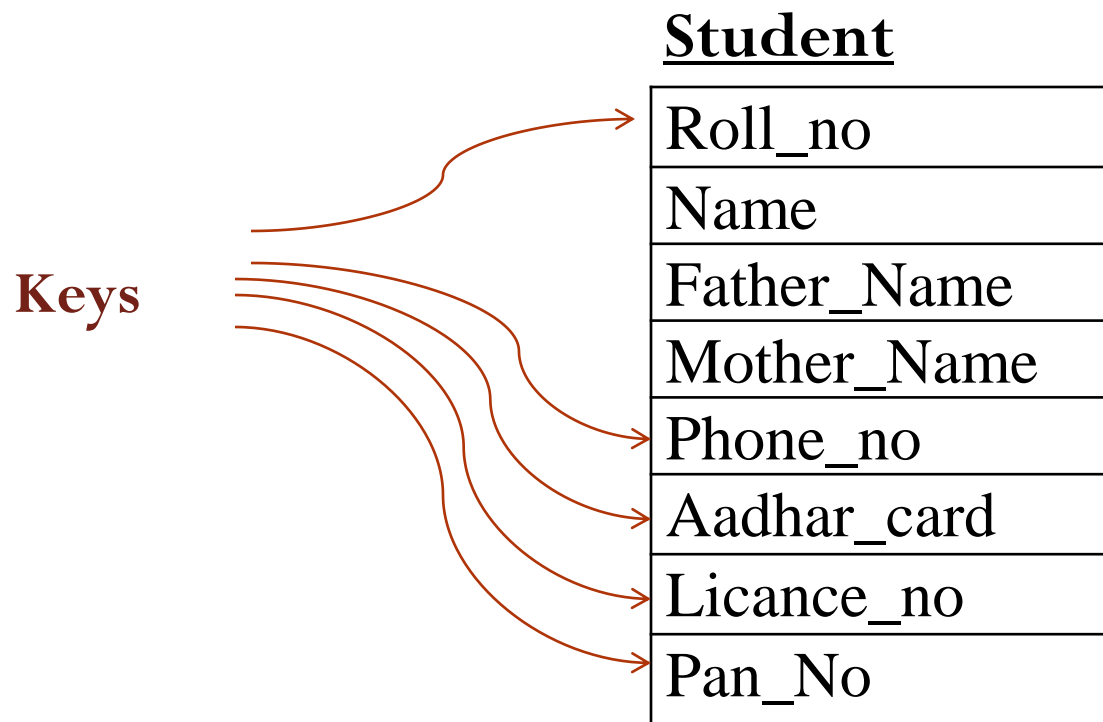 Student
Roll_no
Name
Father_Name
Keys
Mother_Name
Phone_no
Aadhar_card
Licance_no
Pan_No